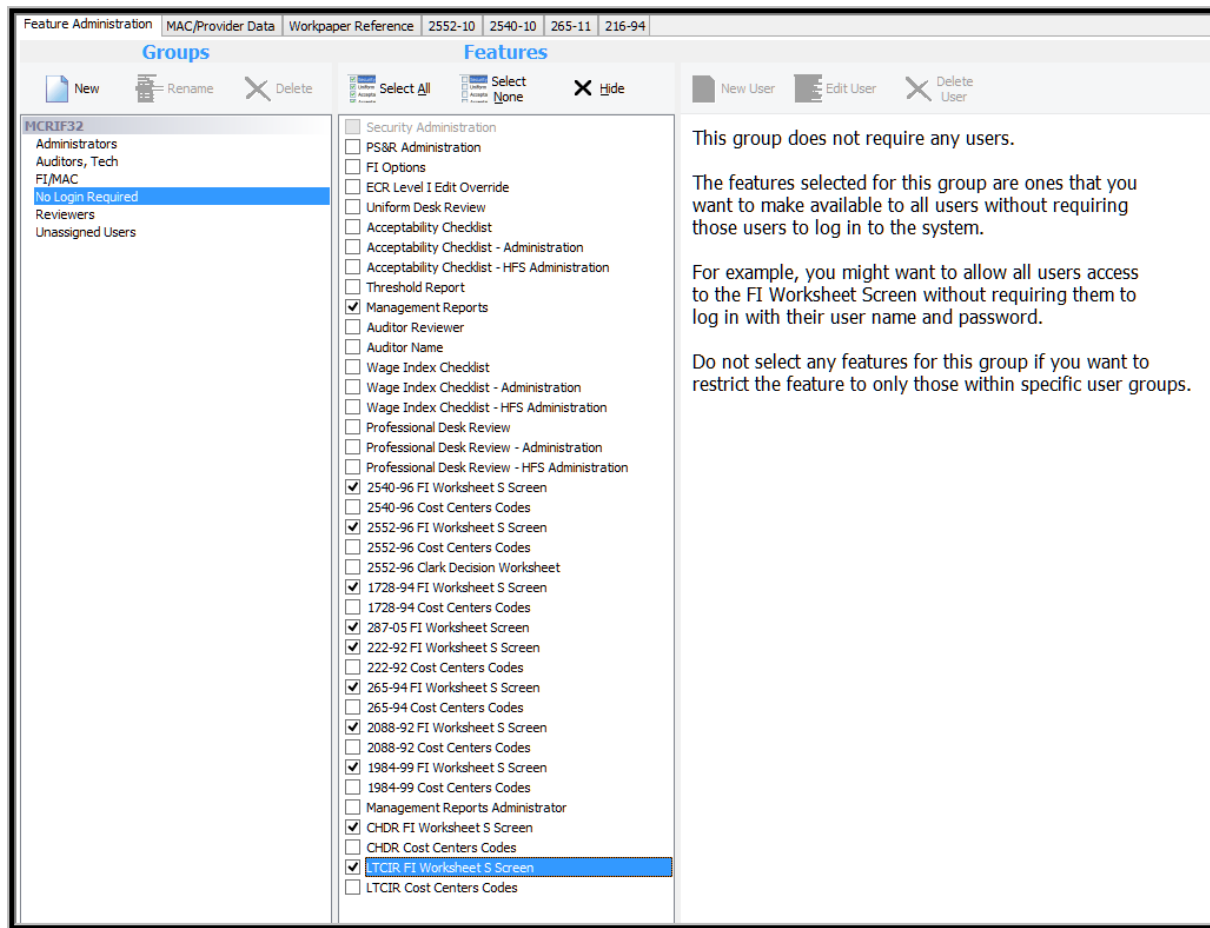 Feature Administration MAC/Provider Data Workpaper Reference 2552-10 2540-10 265-11 216-94
Groups
New Rename Delete
MCRIF32
Administrators
Auditors, Tech
FI/MAC
No Login Required
Reviewers
Unassigned Users
Features
Select All Select None Hide
Security Administration
PS&R Administration
FI Options
ECR Level I Edit Override
Uniform Desk Review
Acceptability Checklist
Acceptability Checklist - Administration
Acceptability Checklist - HFS Administration
Threshold Report
Management Reports
Auditor Reviewer
Auditor Name
Wage Index Checklist
Wage Index Checklist - Administration
Wage Index Checklist - HFS Administration
Professional Desk Review
Professional Desk Review - Administration
Professional Desk Review - HFS Administration
2540-96 FI Worksheet S Screen
2540-96 Cost Centers Codes
2552-96 FI Worksheet S Screen
2552-96 Cost Centers Codes
2552-96 Clark Decision Worksheet
1728-94 FI Worksheet S Screen
1728-94 Cost Centers Codes
287-05 FI Worksheet Screen
222-92 FI Worksheet S Screen
222-92 Cost Centers Codes
265-94 FI Worksheet S Screen
265-94 Cost Centers Codes
2088-92 FI Worksheet S Screen
2088-92 Cost Centers Codes
1984-99 FI Worksheet S Screen
1984-99 Cost Centers Codes
Management Reports Administrator
CHDR FI Worksheet S Screen
CHDR Cost Centers Codes
LTCIR FI Worksheet S Screen
LTCIR Cost Centers Codes
New User Edit User Delete User
This group does not require any users.
The features selected for this group are ones that you
want to make available to all users without requiring
those users to log in to the system.
For example, you might want to allow all users access
to the FI Worksheet Screen without requiring them to
log in with their user name and password.
Do not select any features for this group if you want to
restrict the feature to only those within specific user groups.